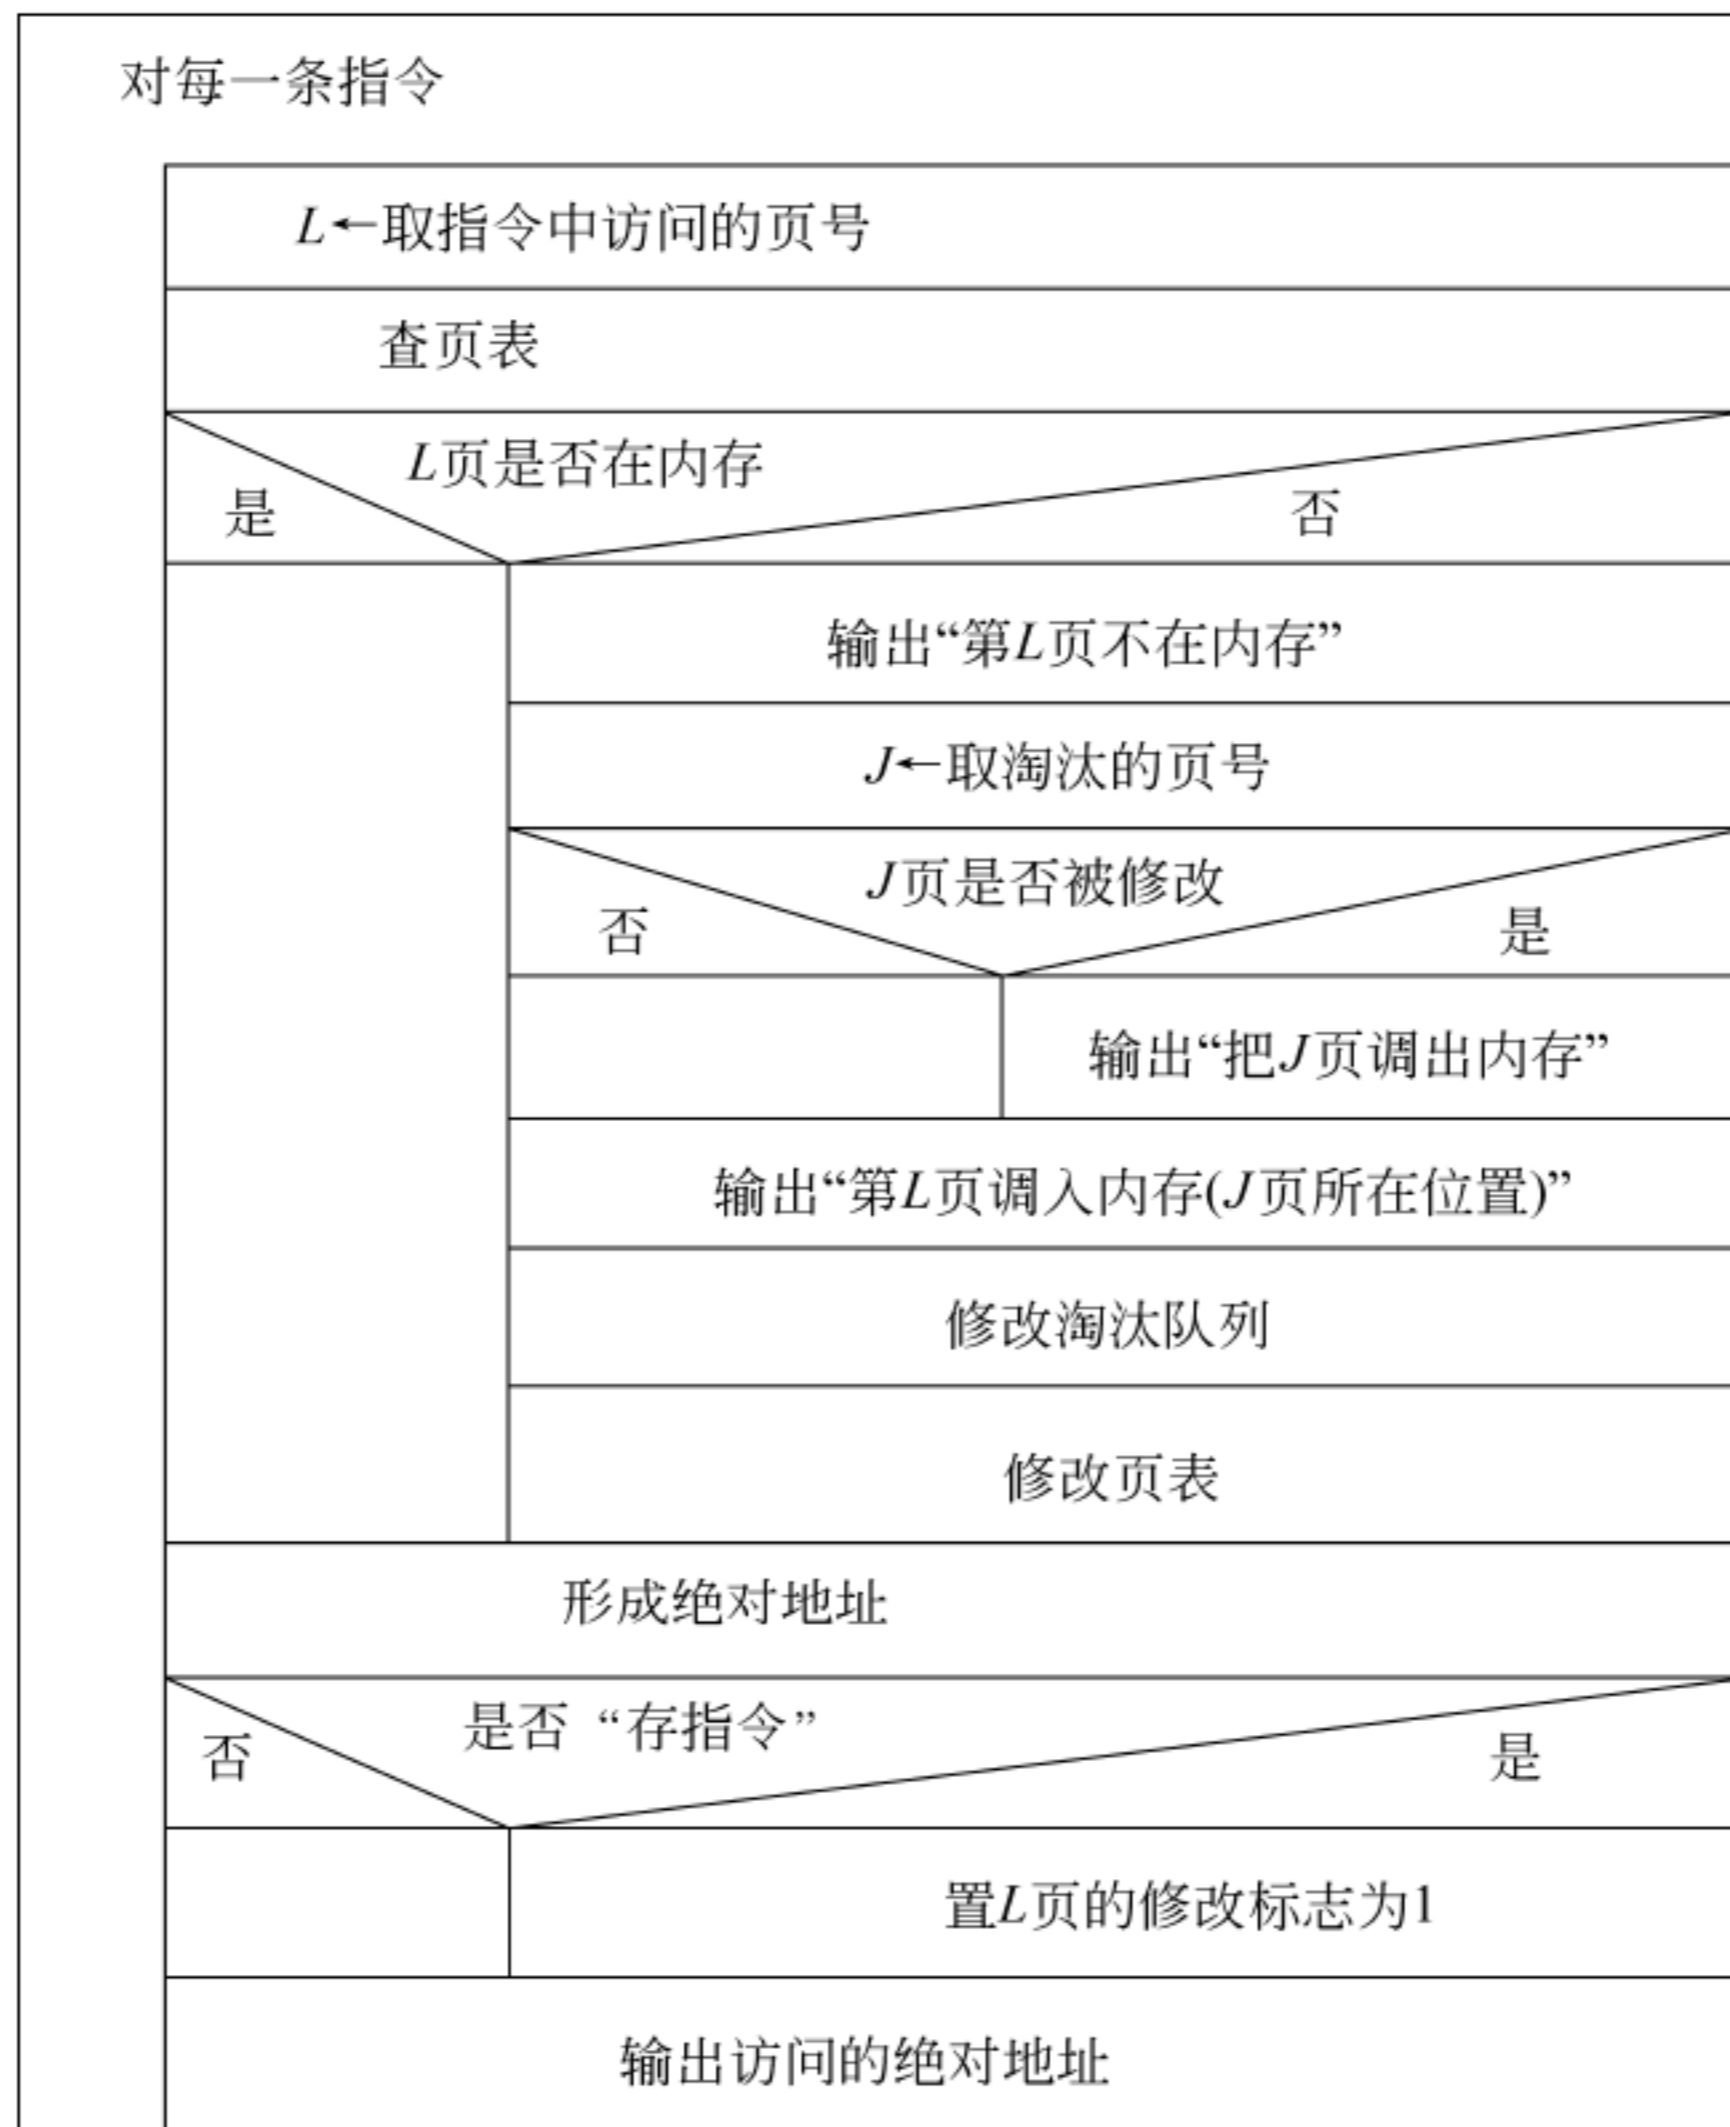 对每一条指令
L←取指令中访问的页号
查页表
L页是否在内存
是
否
输出“第L页不在内存”
J←取淘汰的页号
J页是否被修改
否
是
输出“把J页调出内存”
输出“第L页调入内存(J页所在位置)”
修改淘汰队列
修改页表
形成绝对地址
是否“存指令”
否
是
置L页的修改标志为1
输出访问的绝对地址